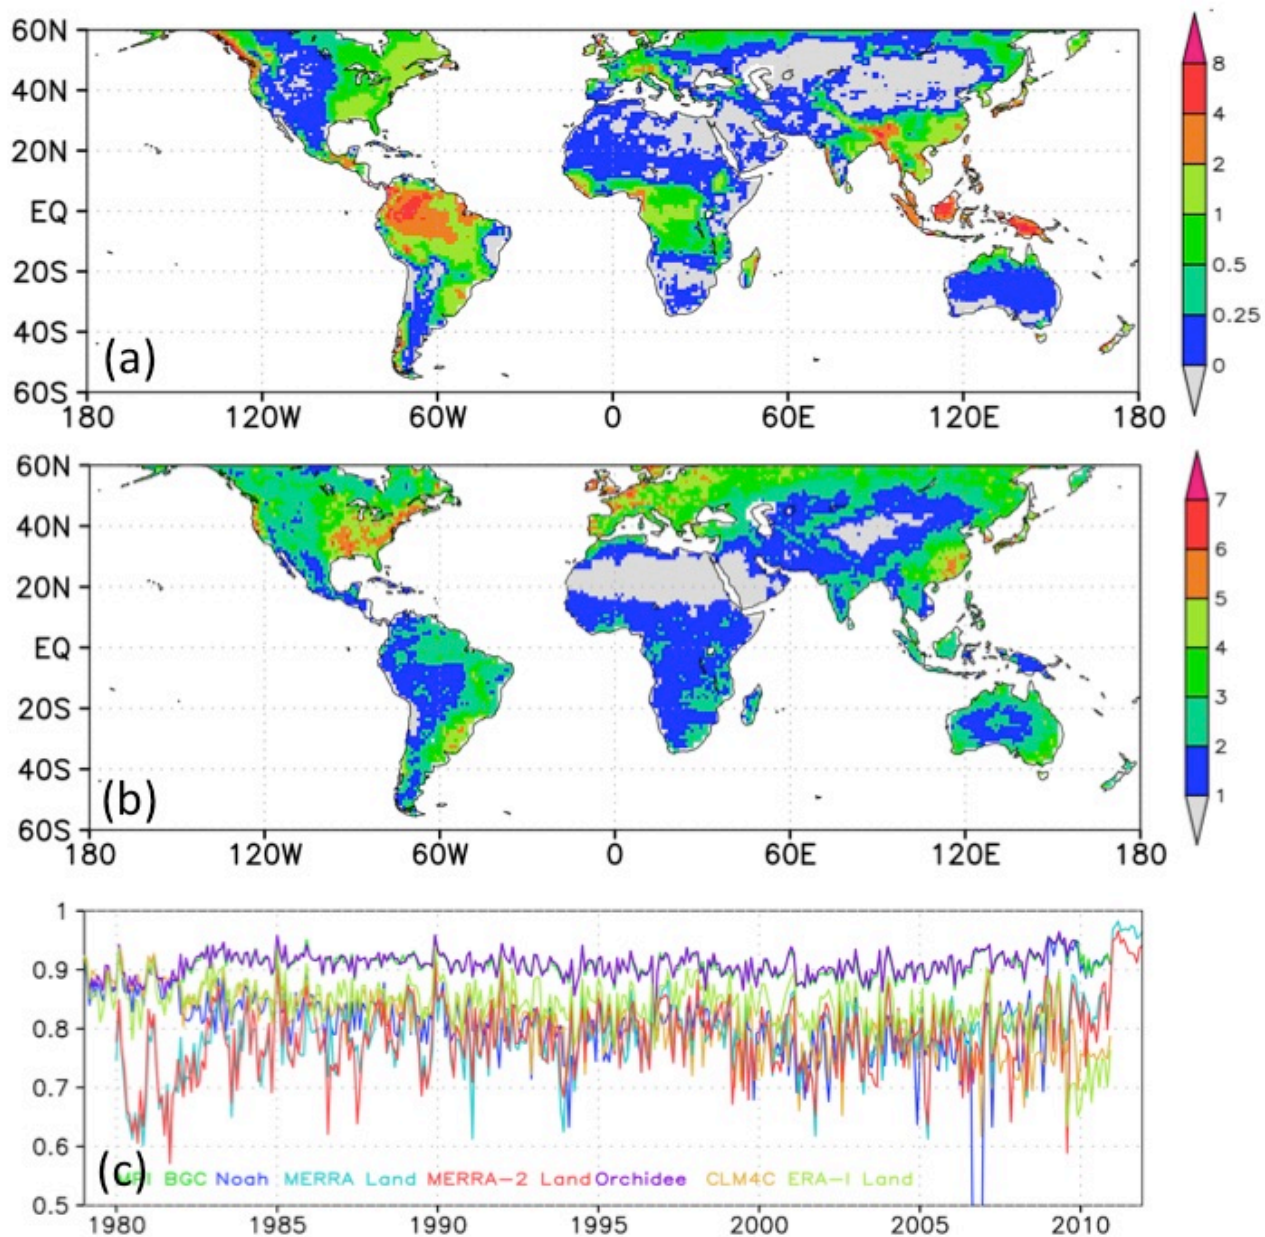 60N
40N
20N
EQ
20S
40S
60S
(a)
180 120W 60W 0 60E 120E 180
8
4
2
1
0.5
0.25
0
60N
40N
20N
EQ
20S
40S
60S
(b)
180 120W 60W 0 60E 120E 180
7
6
5
4
3
2
1
1
0.9
0.8
0.7
0.6
0.5
(c)
BGC Noah MERRA Land MERRA-2 Land Orchidee CLM4C ERA-I Land
1980 1985 1990 1995 2000 2005 2010